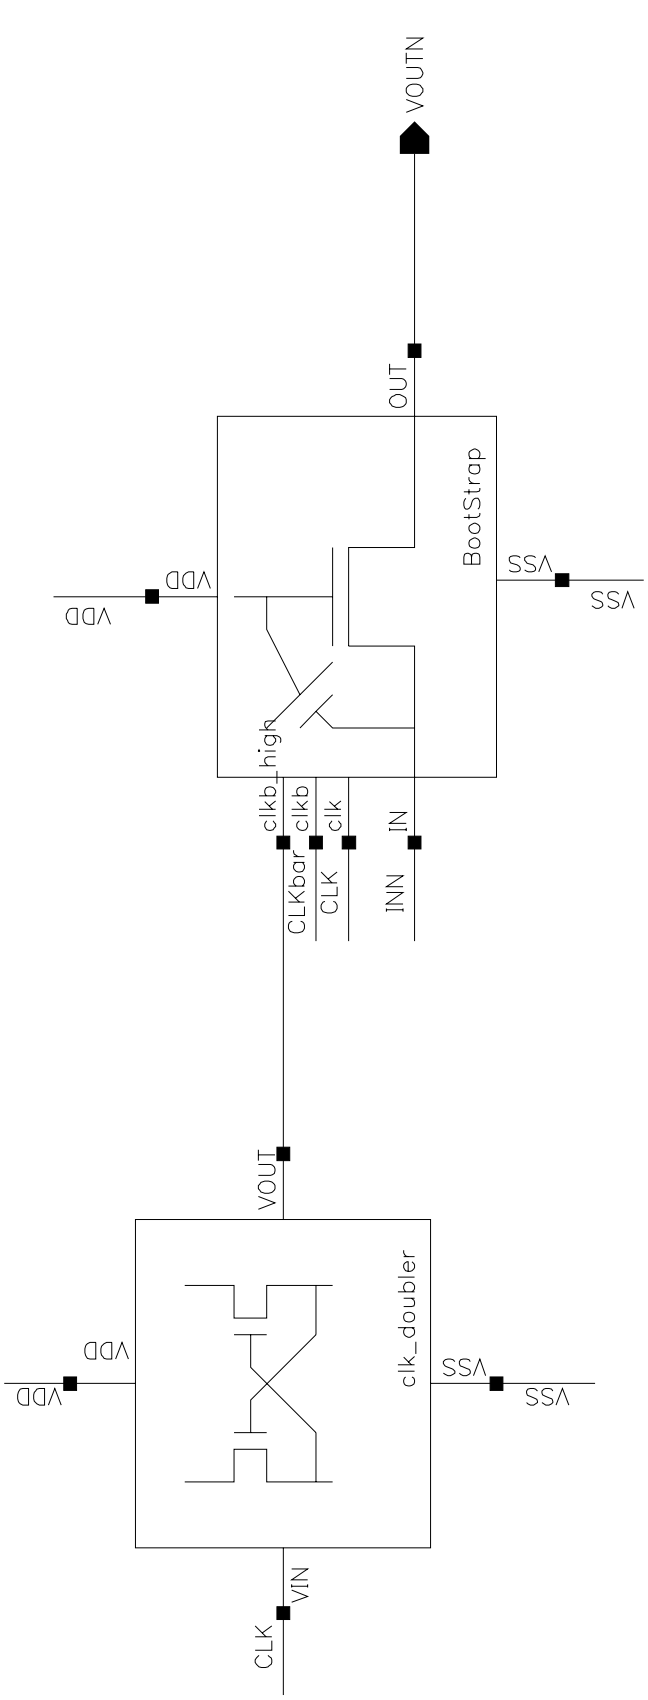 VOUTN
OUT
BootStrap
VDD
VDD
VSS
VSS
clkb_high
clkb
clk
IN
CLKbar
CLK
INN
VOUT
clk_doubler
VDD
VDD
VSS
VSS
VIN
CLK